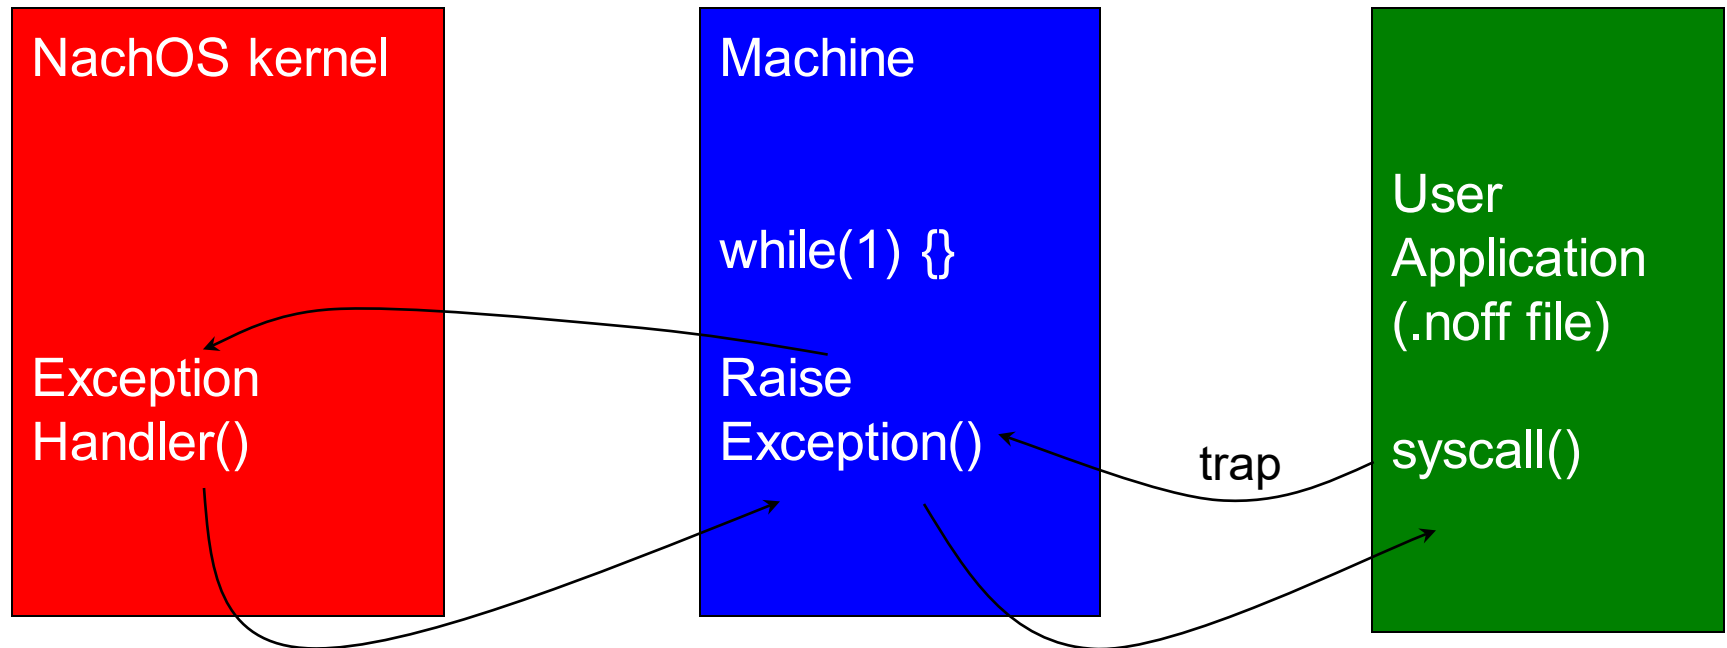 NachOS kernel
Exception
Handler()
Machine
while(1) {}
Raise
Exception()
trap
User
Application
(.noff file)
syscall()